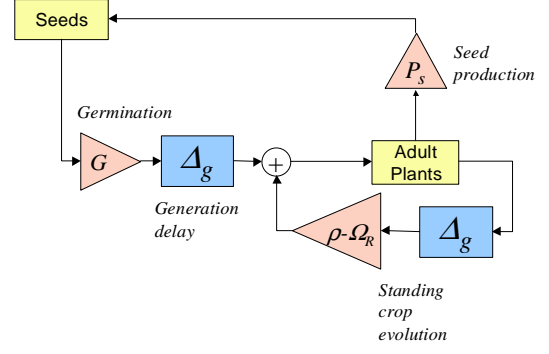 Seeds
Seed
production
P_s
Germination
G
Δ_g
+
Adult
Plants
Generation
delay
ρ-Ω_R
Δ_g
Standing
crop
evolution